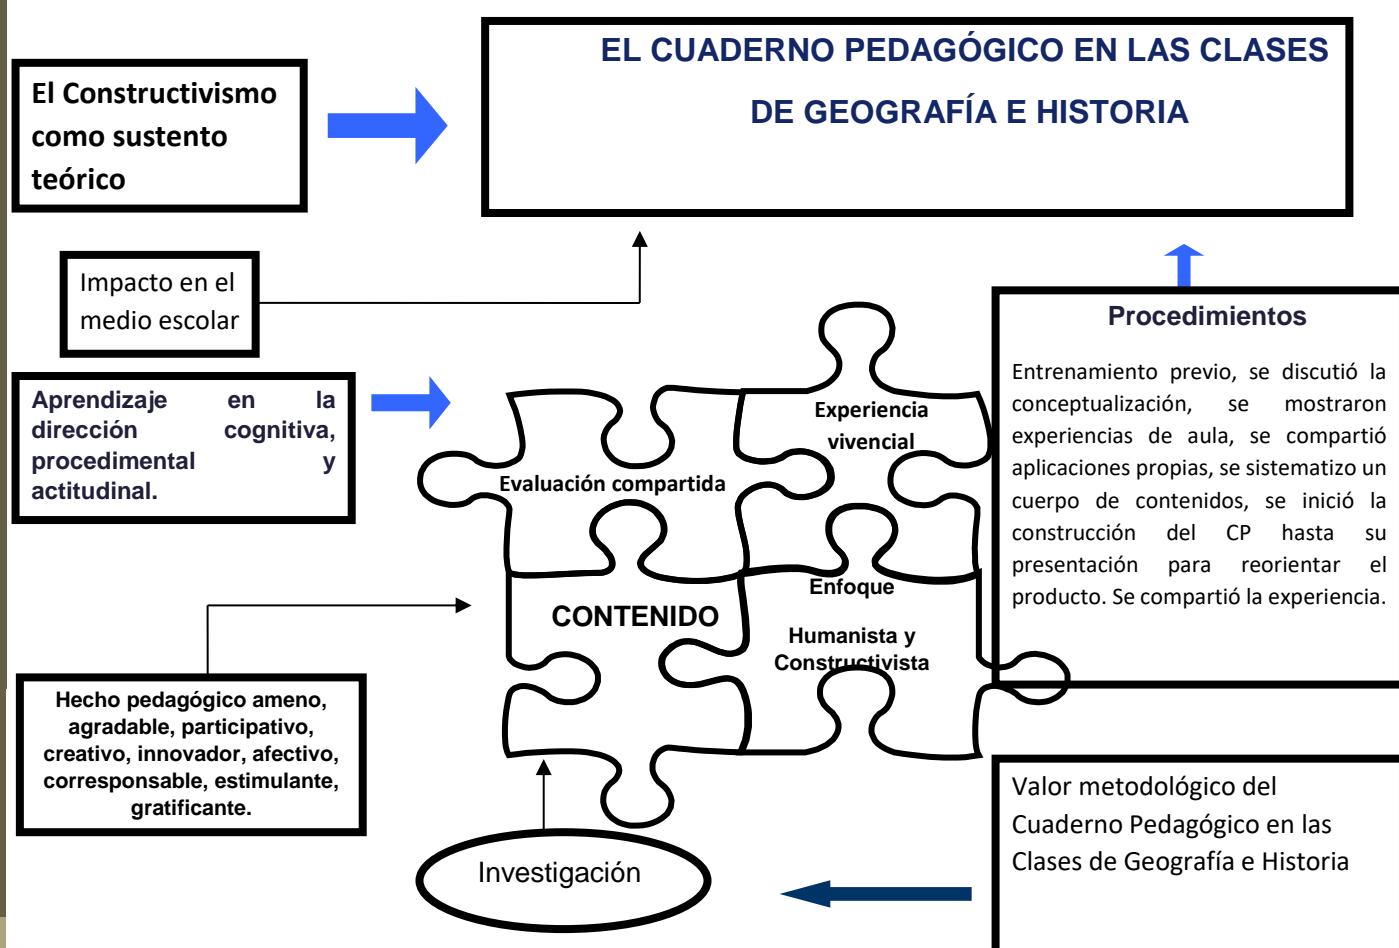 EL CUADERNO PEDAGÓGICO EN LAS CLASES
DE GEOGRAFÍA E HISTORIA
El Constructivismo
como sustento
teórico
Impacto en el
medio escolar
Aprendizaje en la
dirección cognitiva,
procedimental y
actitudinal.
Experiencia
vivencial
Evaluación compartida
Enfoque
Humanista y
Constructivista
CONTENIDO
Procedimientos
Entrenamiento previo, se discutió la
conceptualización, se mostraron
experiencias de aula, se compartió
aplicaciones propias, se sistematizo un
cuerpo de contenidos, se inició la
construcción del CP hasta su
presentación para reorientar el
producto. Se compartió la experiencia.
Hecho pedagógico ameno,
agradable, participativo,
creativo, innovador, afectivo,
corresponsable, estimulante,
gratificante.
Investigación
Valor metodológico del
Cuaderno Pedagógico en las
Clases de Geografía e Historia